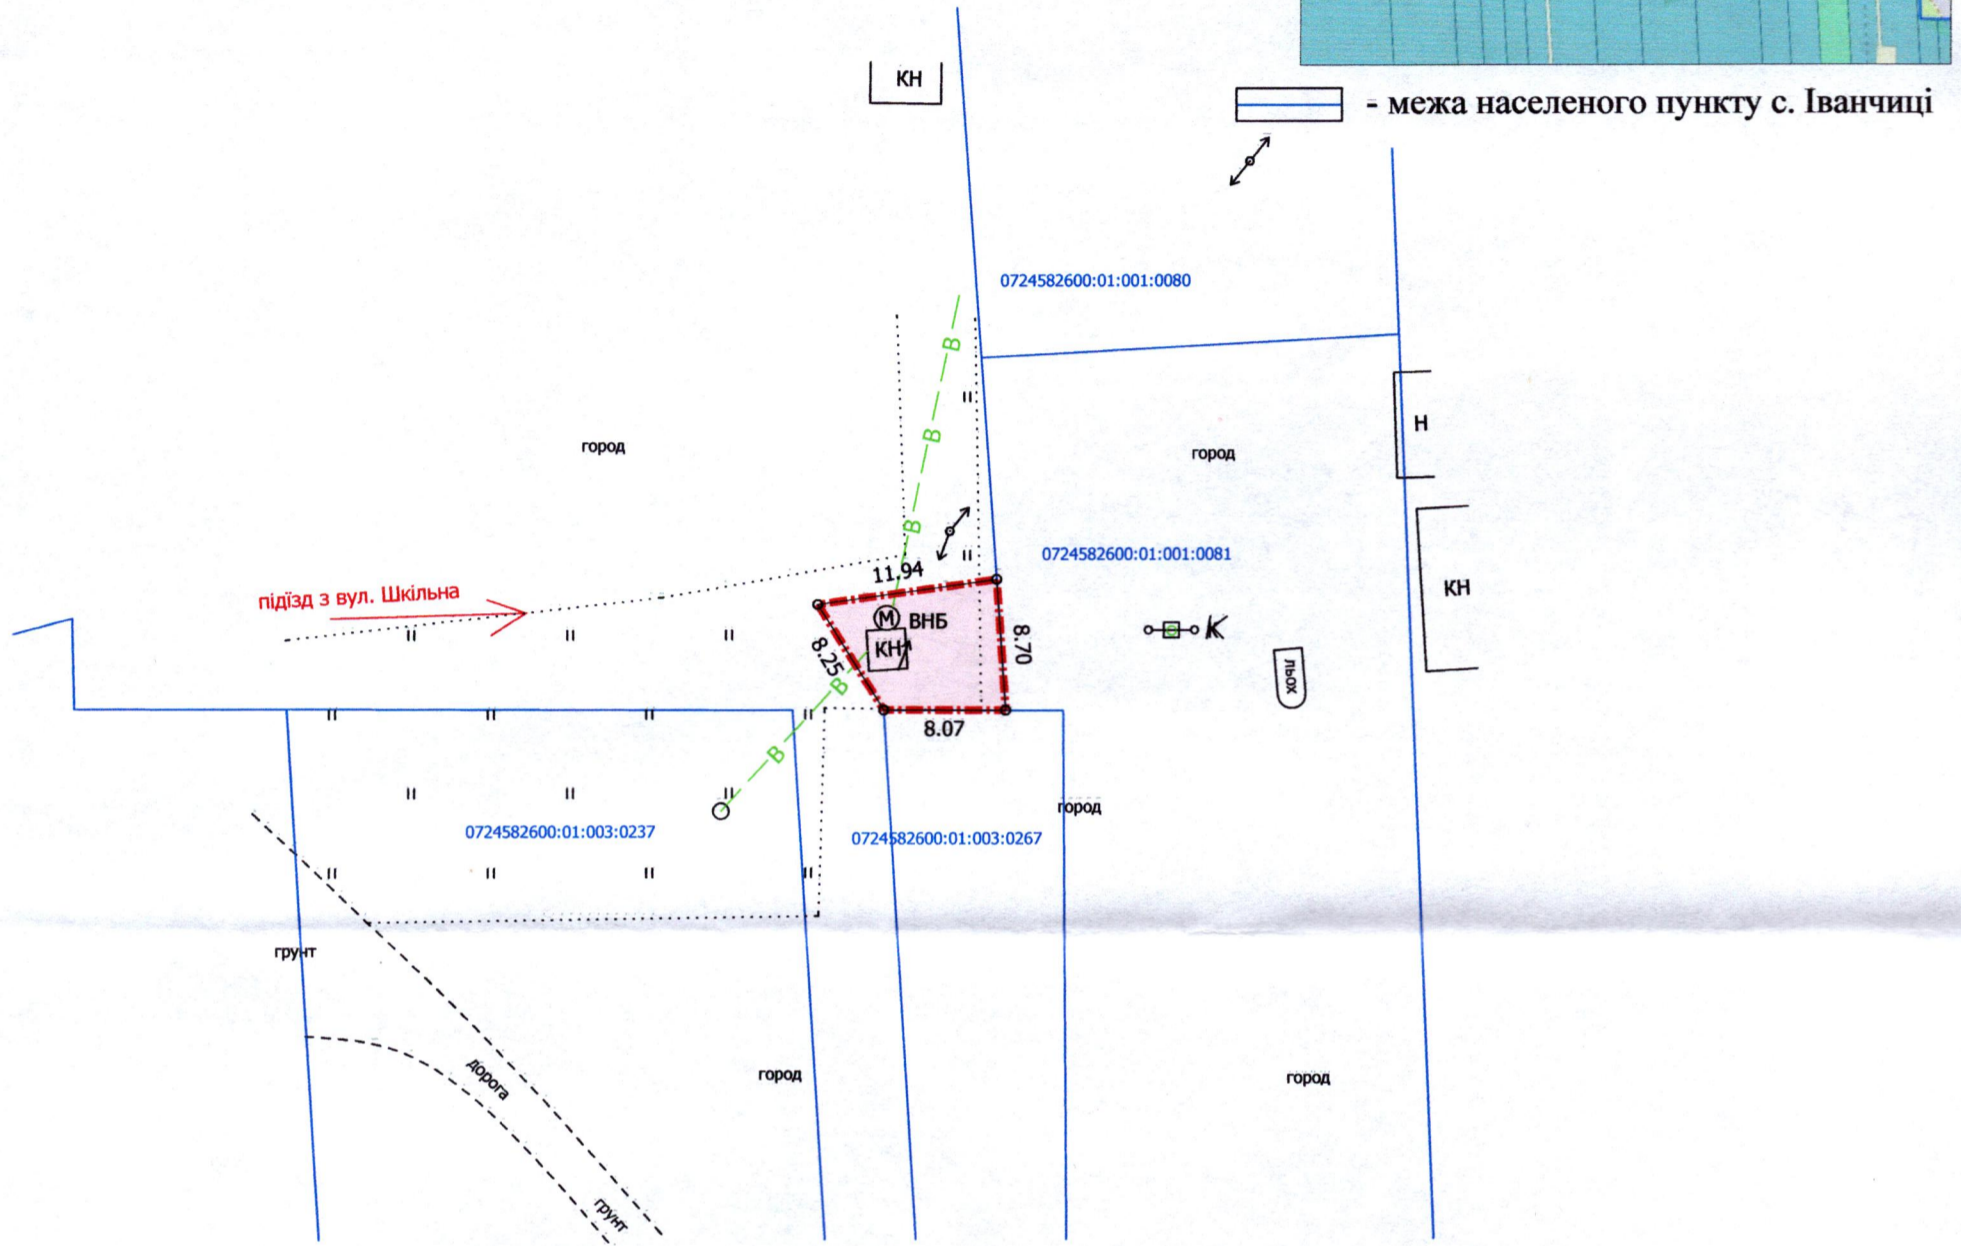 КН
- межа населеного пункту с. Іванчиці
0724582600:01:001:0080
В
Н
город
город
В
В
0724582600:01:001:0081
11.94
КН
підїзд з вул. Шкільна
М ВНБ
К
8.25
КН
8.70
льох
В
8.07
В
город
0724582600:01:003:0237
0724582600:01:003:0267
грунт
дорога
город
город
грунт